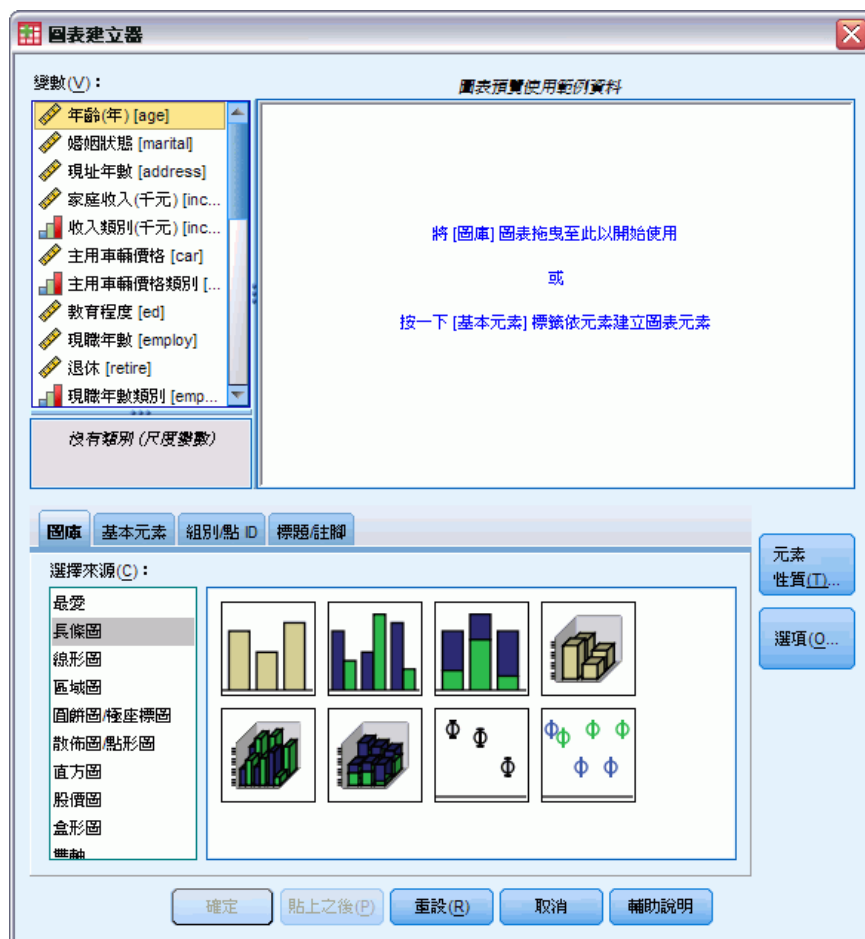 圖表建立器
變數(V)：
圖表預覽使用範例資料
年齡(年) [age]
婚姻狀態 [marital]
現址年數 [address]
家庭收入(千元) [inc...
收入類別(千元) [inc...
主用車輛價格 [car]
主用車輛價格類別 [...
教育程度 [ed]
現職年數 [employ]
退休 [retire]
現職年數類別 [emp...
沒有類別 (尺度變數)
將 [圖庫] 圖表拖曳至此以開始使用
或
按一下 [基本元素] 標籤依元素建立圖表元素
圖庫 基本元素 組別/點 ID 標題/註腳
選擇來源(C)：
最愛
長條圖
線形圖
區域圖
圓餅圖/極座標圖
散佈圖/點形圖
直方圖
股價圖
盒形圖
雙軸
元素
性質(T)...
選項(O...
確定 貼上之後(P) 重設(R) 取消 輔助說明